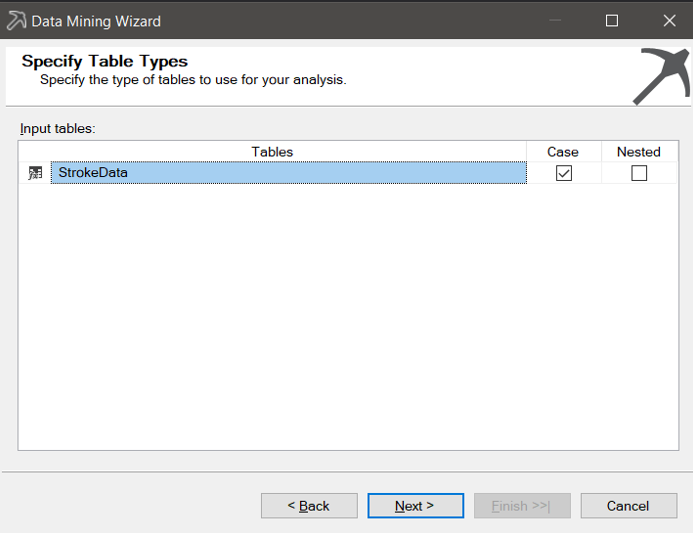 Data Mining Wizard
Specify Table Types
Specify the type of tables to use for your analysis.
Input tables:
Tables Case Nested
StrokeData
< Back Next > Finish >>| Cancel